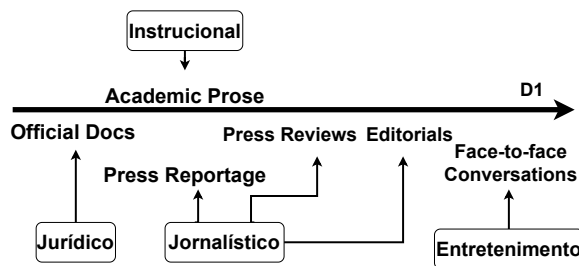 Instrucional
Academic Prose
D1
Official Docs
Press Reviews
Editorials
Face-to-face
Conversations
Press Reportage
Jurídico
Jornalístico
Entretenimento